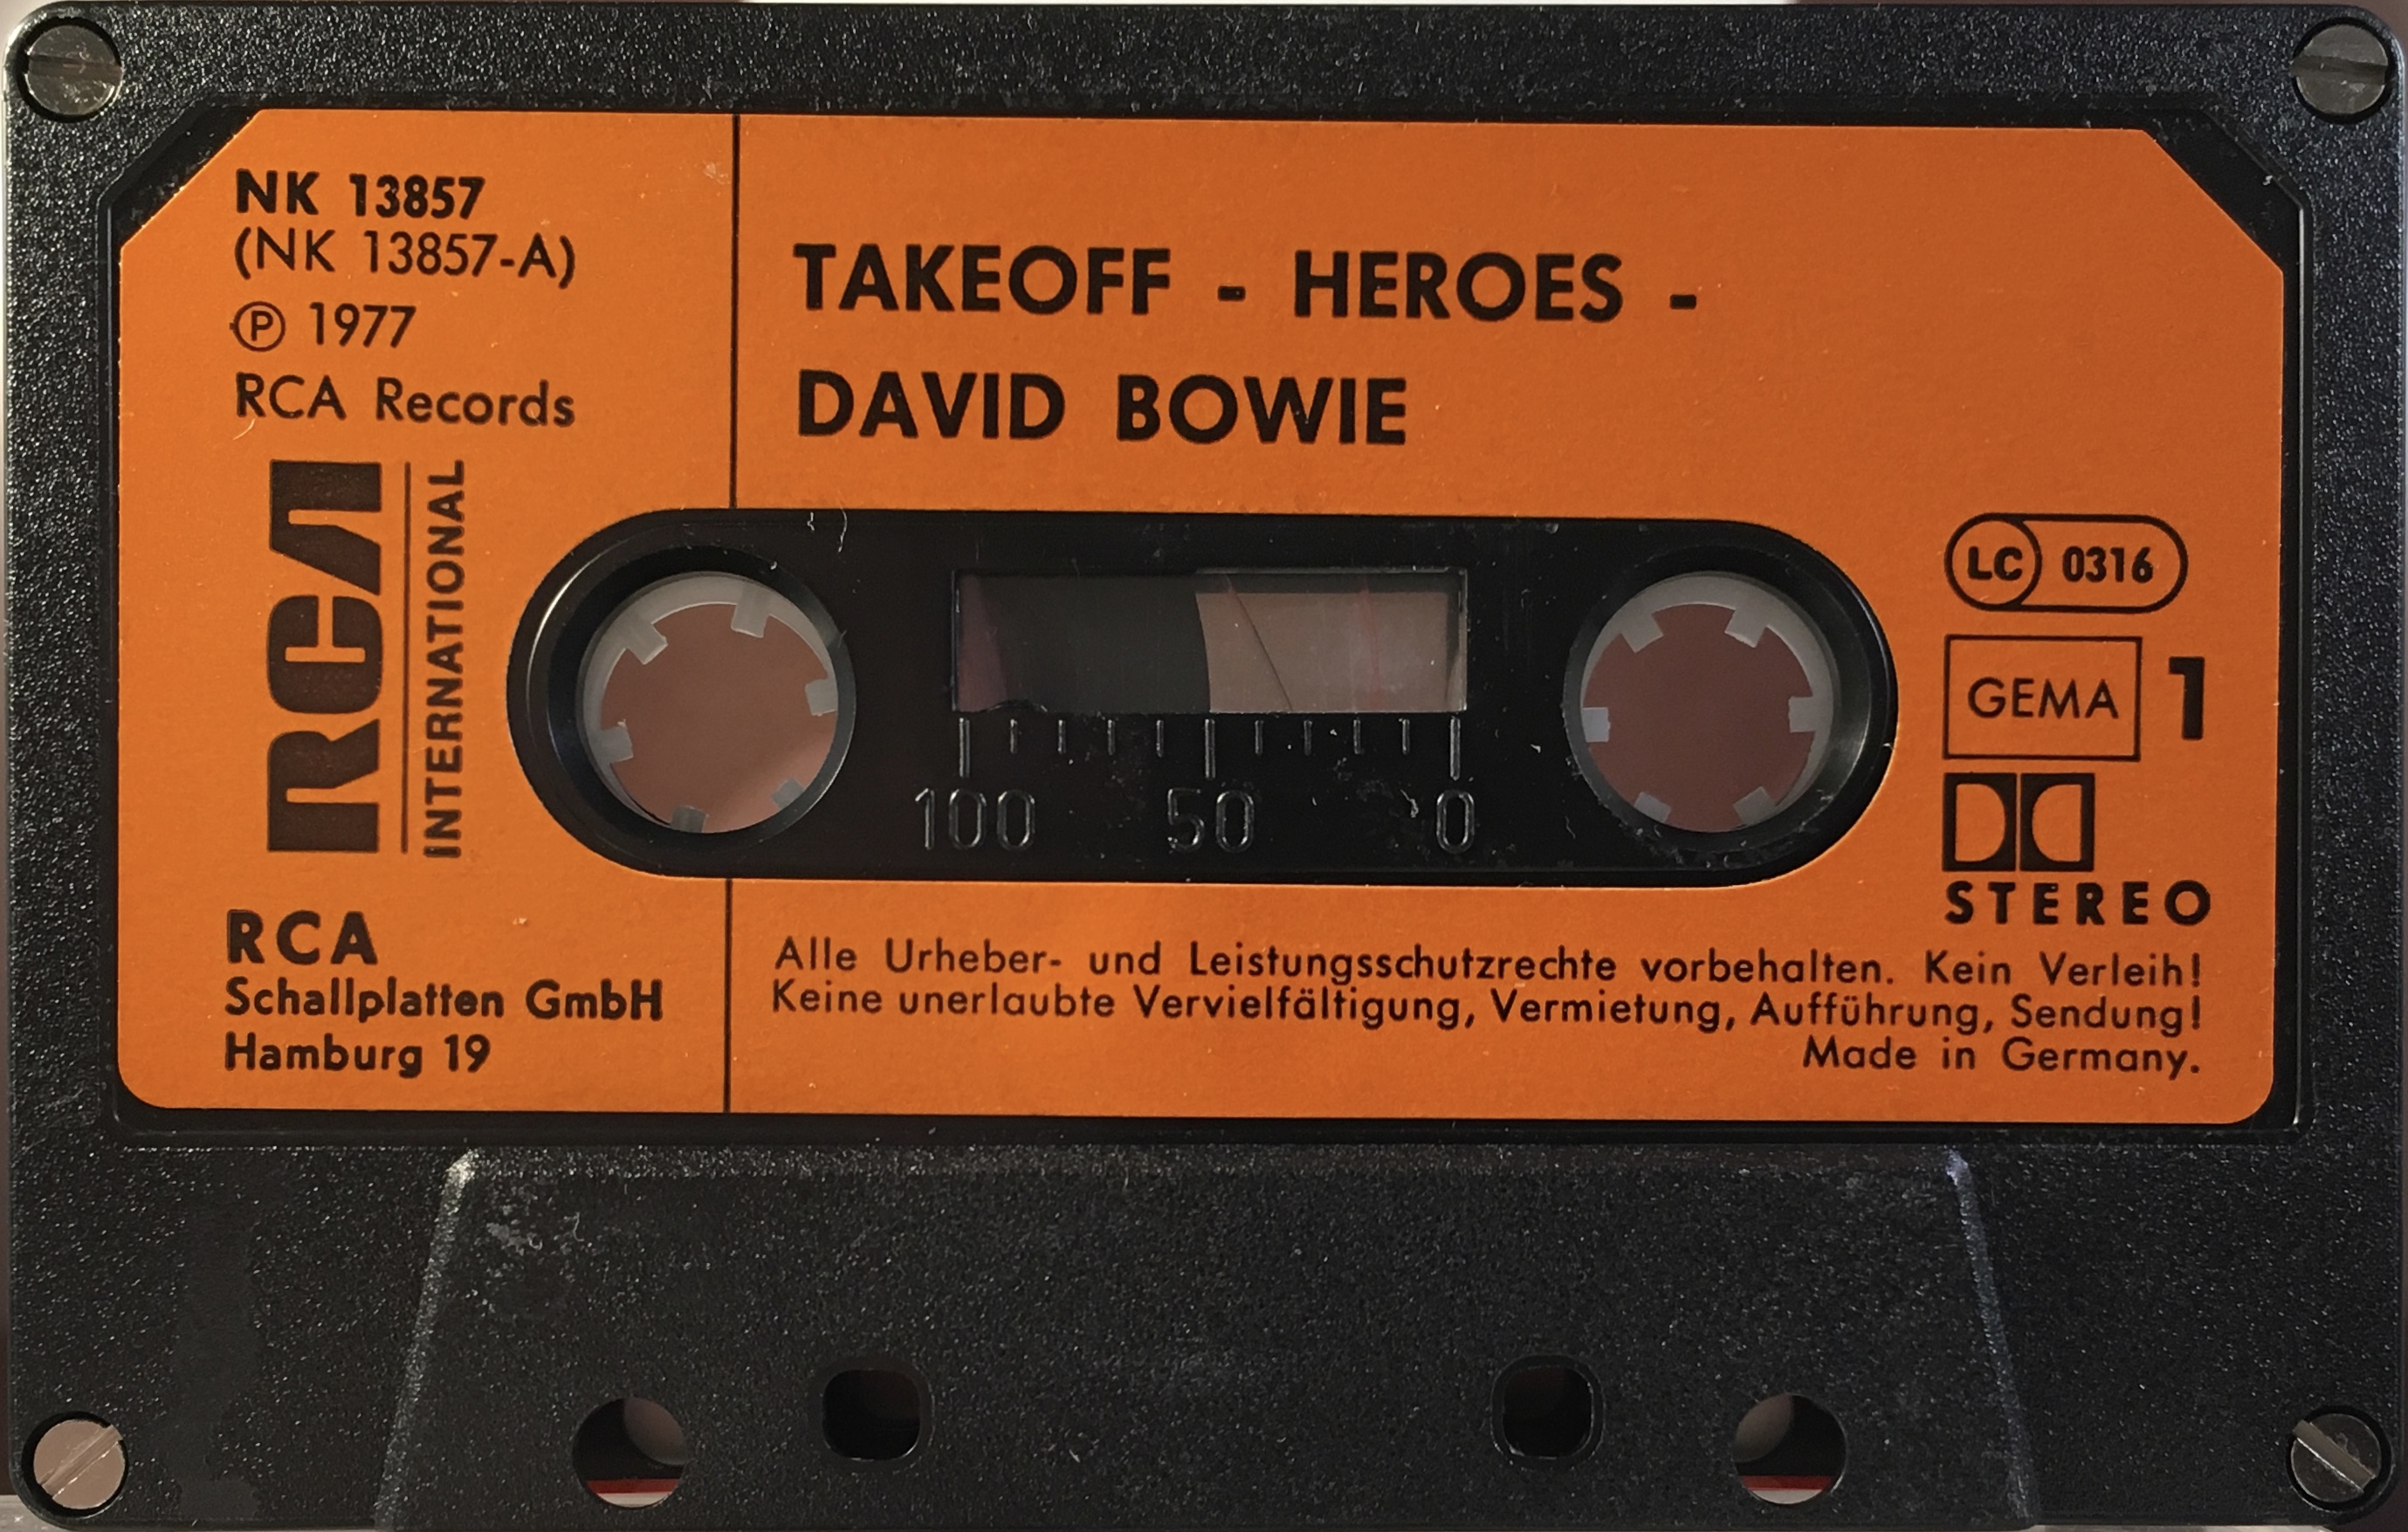 NK 13857
(NK 13857-A)
Ⓟ 1977
RCA Records
RCA
INTERNATIONAL
RCA
Schallplatten GmbH
Hamburg 19
TAKEOFF - HEROES -
DAVID BOWIE
100 50 0
LC 0316
GEMA 1
STEREO
Alle Urheber- und Leistungsschutzrechte vorbehalten. Kein Verleih!
Keine unerlaubte Vervielfältigung, Vermietung, Aufführung, Sendung!
Made in Germany.